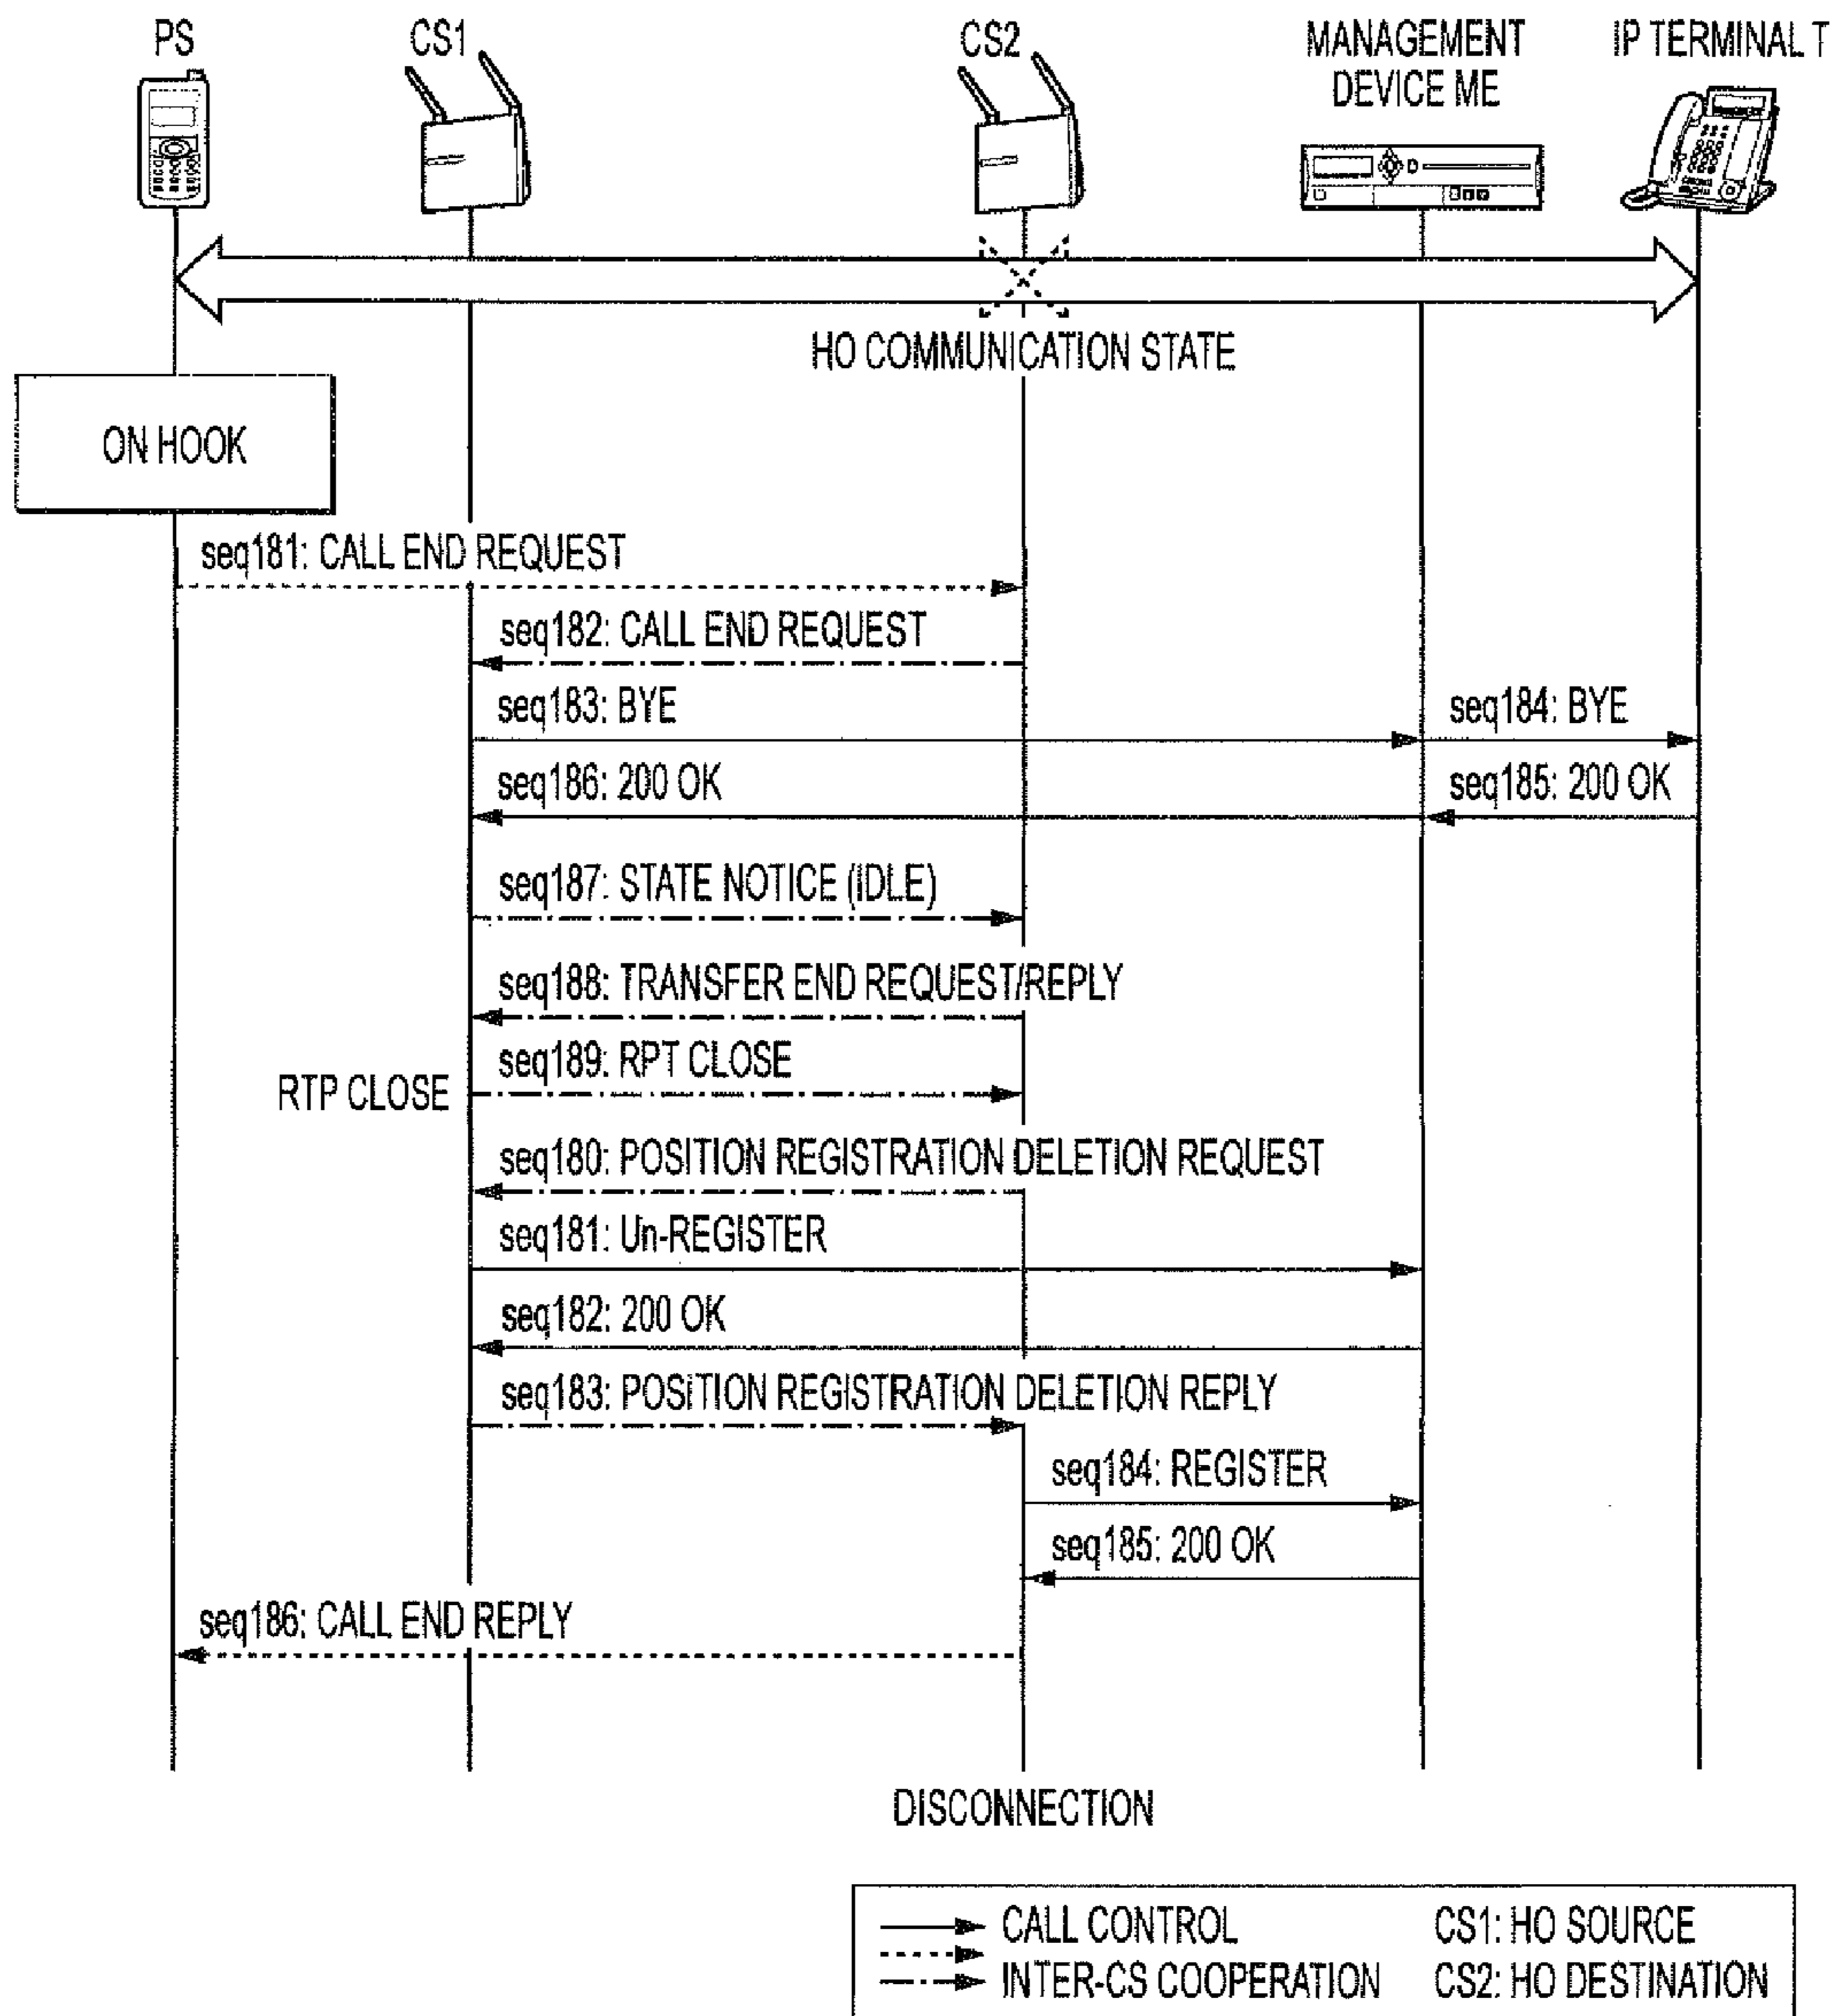 PS
CS1
CS2
MANAGEMENT
DEVICE ME
IP TERMINAL T
HO COMMUNICATION STATE
ON HOOK
seq181: CALL END REQUEST
seq182: CALL END REQUEST
seq183: BYE
seq184: BYE
seq186: 200 OK
seq185: 200 OK
seq187: STATE NOTICE (IDLE)
seq188: TRANSFER END REQUEST/REPLY
seq189: RPT CLOSE
RTP CLOSE
seq180: POSITION REGISTRATION DELETION REQUEST
seq181: Un-REGISTER
seq182: 200 OK
seq183: POSITION REGISTRATION DELETION REPLY
seq184: REGISTER
seq185: 200 OK
seq186: CALL END REPLY
DISCONNECTION
CALL CONTROL
CS1: HO SOURCE
INTER-CS COOPERATION
CS2: HO DESTINATION